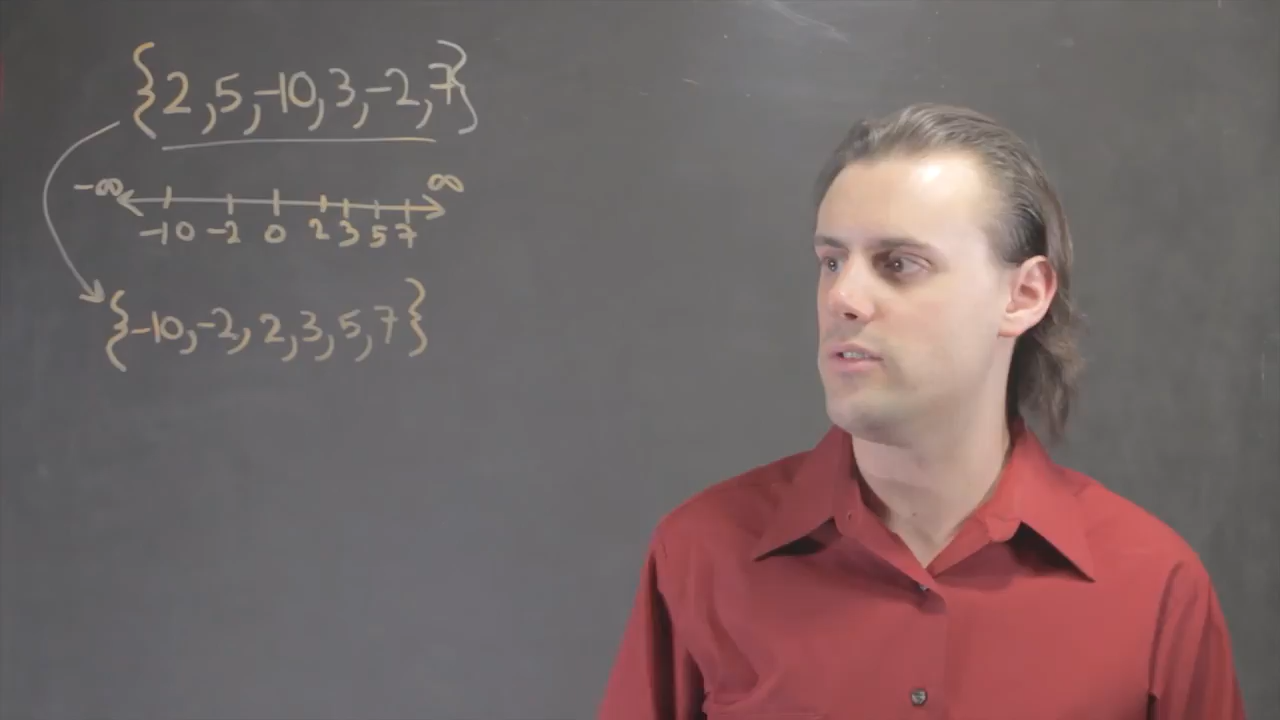 {2,5,-10,3,-2,7}
-∞ ∞
-10 -2 0 2 3 5 7
{-10,-2,2,3,5,7}